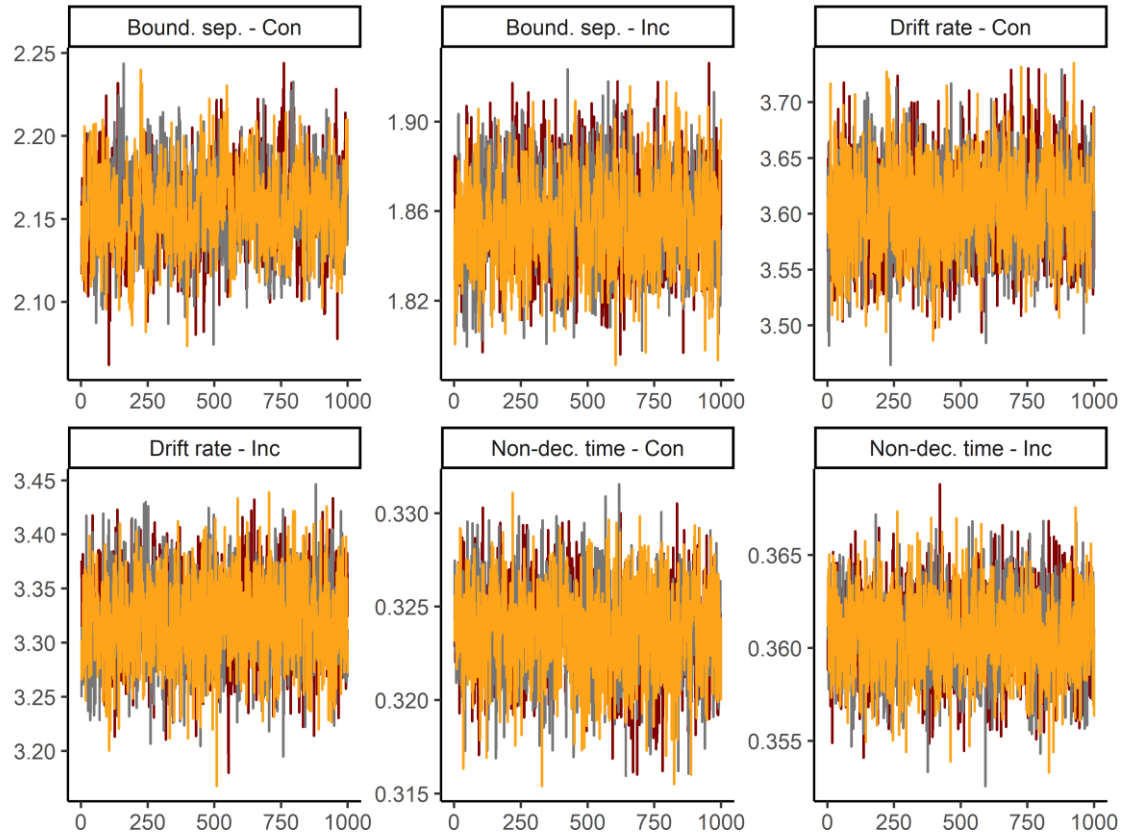 Bound. sep. - Con
Bound. sep. - Inc
Drift rate - Con
2.25
2.20
2.15
2.10
1.90
1.86
1.82
3.70
3.65
3.60
3.55
3.50
0 250 500 750 1000
0 250 500 750 1000
0 250 500 750 1000
Drift rate - Inc
Non-dec. time - Con
Non-dec. time - Inc
3.45
3.40
3.35
3.30
3.25
3.20
0.330
0.325
0.320
0.315
0.365
0.360
0.355
0 250 500 750 1000
0 250 500 750 1000
0 250 500 750 1000